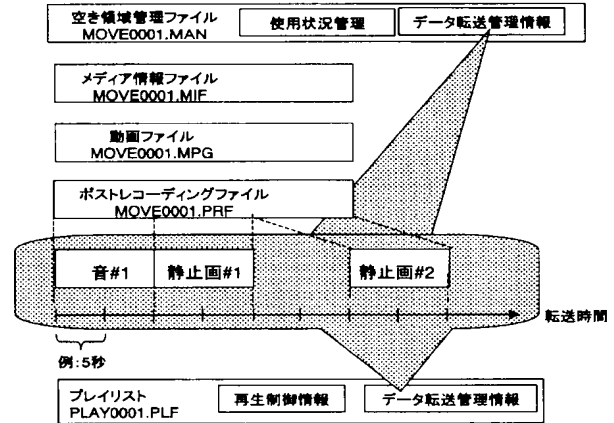 空き領域管理ファイル
MOVE0001.MAN
使用状況管理
データ転送管理情報
メディア情報ファイル
MOVE0001.MIF
動画ファイル
MOVE0001.MPG
ポストレコーディングファイル
MOVE0001.PRF
音#1
静止画#1
静止画#2
転送時間
例:5秒
プレイリスト
PLAY0001.PLF
再生制御情報
データ転送管理情報